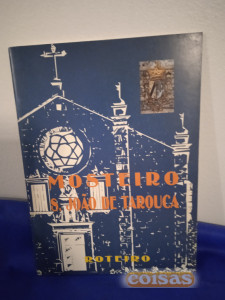 MOSTEIRO
S. JOÃO DE TAROUCA
ROTEIRO
coisas